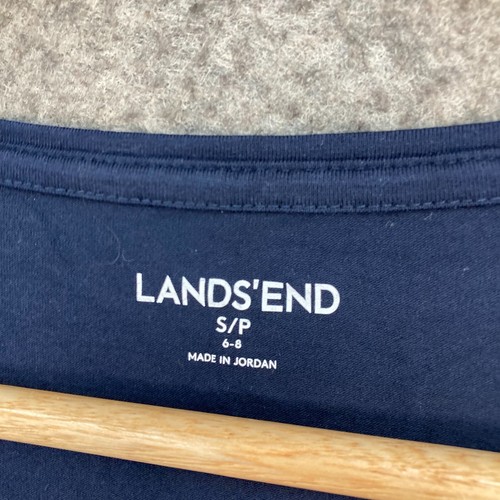 LANDS'END
S/P
6-8
MADE IN JORDAN